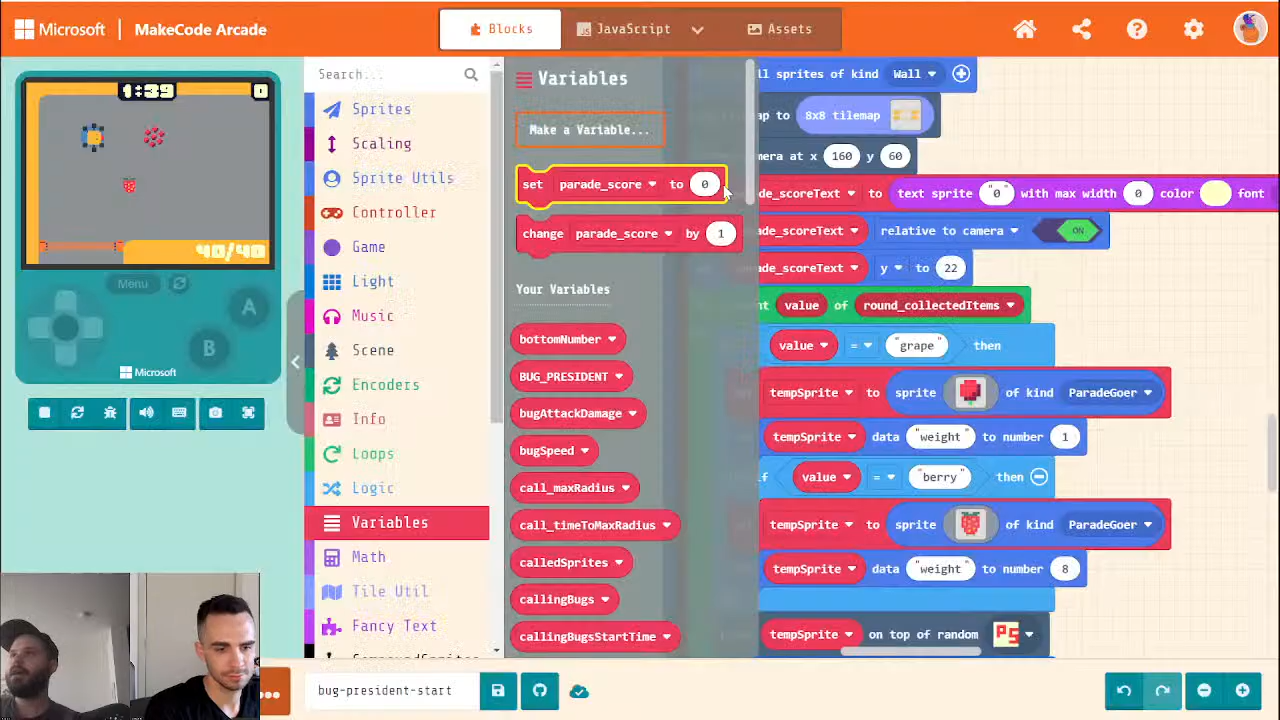 Microsoft
MakeCode Arcade
Blocks
JavaScript
Assets
1:39
0
40/40
Menu
A
B
Microsoft
Search...
Sprites
Scaling
Sprite Utils
Controller
Game
Light
Music
Scene
Encoders
Info
Loops
Logic
Variables
Math
Tile Util
Fancy Text
Variables
Make a Variable...
set parade_score to 0
change parade_score by 1
Your Variables
bottomNumber
BUG_PRESIDENT
bugAttackDamage
bugSpeed
call_maxRadius
call_timeToMaxRadius
calledSprites
callingBugs
callingBugsStartTime
ll sprites of kind Wall
ap to 8x8 tilemap
mera at x 160 y 60
de_scoreText to text sprite "0" with max width 0 color font
de_scoreText relative to camera ON
de_scoreText y to 22
nt value of round_collectedItems
value = "grape" then
tempSprite to sprite of kind ParadeGoer
tempSprite data "weight" to number 1
if value = "berry" then
tempSprite to sprite of kind ParadeGoer
tempSprite data "weight" to number 8
tempSprite on top of random
bug-president-start